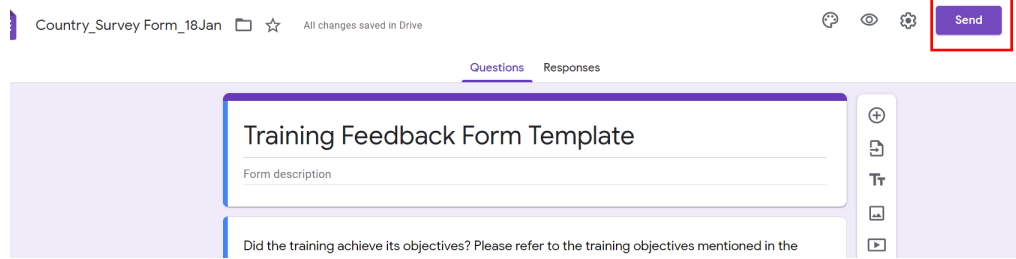 Country_Survey Form_18Jan
All changes saved in Drive
Send
Questions Responses
Training Feedback Form Template
Form description
Tт
Did the training achieve its objectives? Please refer to the training objectives mentioned in the